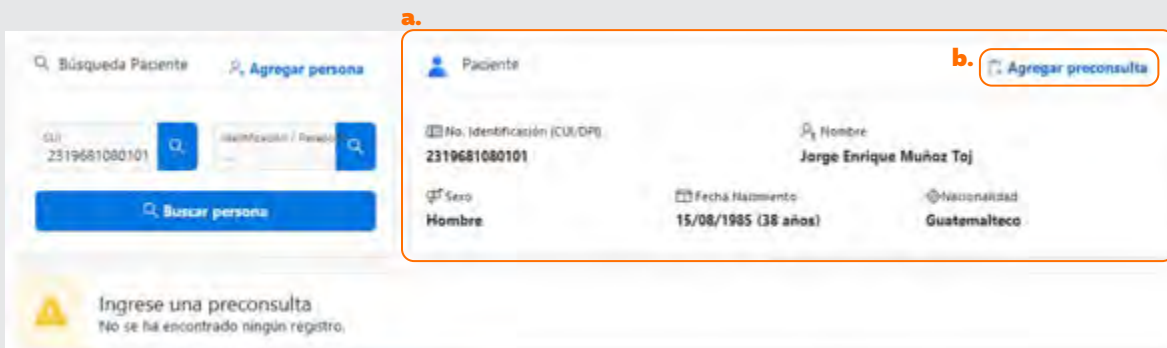 a.
Búsqueda Paciente
Agregar persona
CUI
2319681080101
Identificación /
Buscar persona
Paciente
b.
Agregar preconsulta
No. Identificación (CUI/DPI)
2319681080101
Nombre
Jorge Enrique Muñoz Toj
Sexo
Hombre
Fecha Nacimiento
15/08/1985 (38 años)
Nacionalidad
Guatemalteco
Ingrese una preconsulta
No se ha encontrado ningún registro.